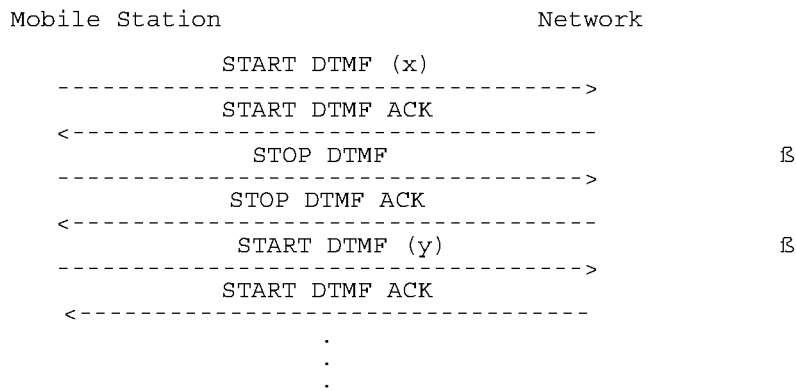 Mobile Station Network
START DTMF (x)
----------------------------------->
START DTMF ACK
<-----------------------------------
STOP DTMF ß
----------------------------------->
STOP DTMF ACK
<-----------------------------------
START DTMF (y) ß
----------------------------------->
START DTMF ACK
<----------------------------------
.
.
.